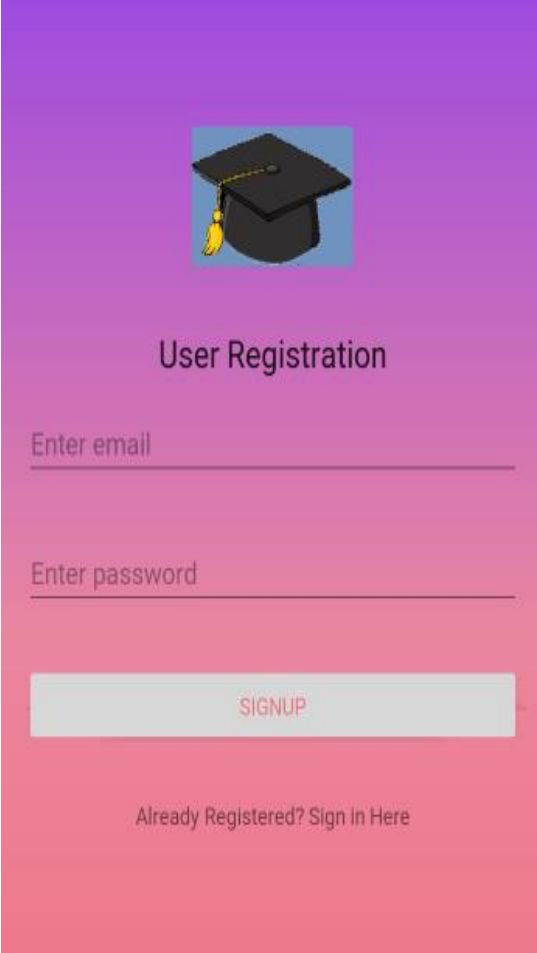 User Registration
Enter email
Enter password
SIGNUP
Already Registered? Sign in Here